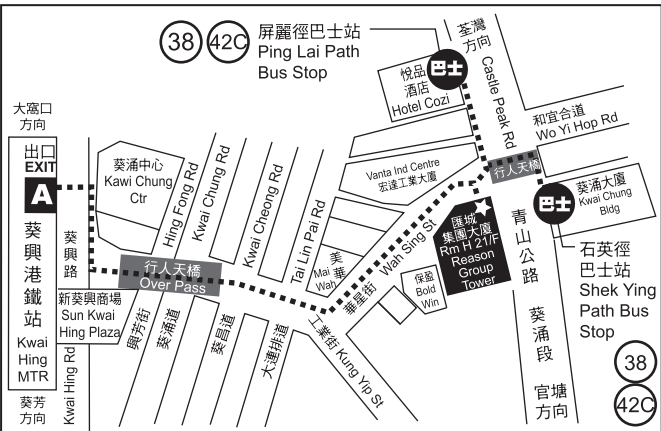 38
42C
屏麗徑巴士站
Ping Lai Path
Bus Stop
悅品
酒店
Hotel Cozi
巴士
荃灣
方向
Castle Peak Rd
和宜合道
Wo Yi Hop Rd
大窩口
方向
出口
EXIT
A
葵興港鐵站
Kwai
Hing
MTR
葵芳
方向
葵興路
Kwai Hing Rd
葵涌中心
Kawi Chung
Ctr
新葵興商場
Sun Kwai
Hing Plaza
行人天橋
Over Pass
Hing Fong Rd
Kwai Chung Rd
Kwai Cheong Rd
Tai Lin Pai Rd
興芳街
葵涌道
葵昌道
大連排道
美華
Mai
Wah
Vanta Ind Centre
宏達工業大廈
Wah Sing St
華星街
工業街 Kung Yip St
保盈
Bold
Win
匯城
集團大廈
Rm H 21/F
Reason
Group
Tower
行人天橋
巴士
葵涌大廈
Kwai Chung
Bldg
青山公路
葵涌段
官塘
方向
石英徑
巴士站
Shek Ying
Path Bus
Stop
38
42C